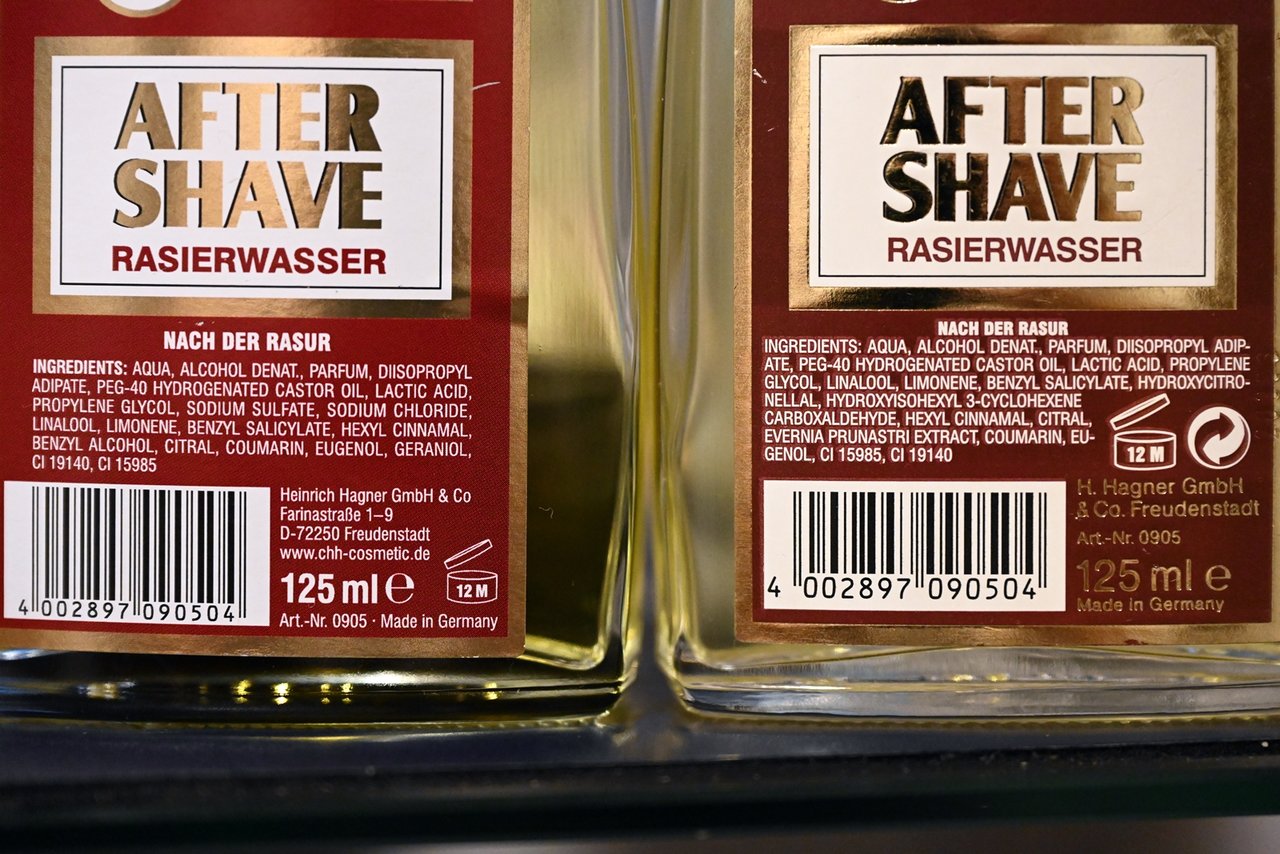 AFTER
SHAVE
RASIERWASSER
NACH DER RASUR
INGREDIENTS: AQUA, ALCOHOL DENAT., PARFUM, DIISOPROPYL
ADIPATE, PEG-40 HYDROGENATED CASTOR OIL, LACTIC ACID,
PROPYLENE GLYCOL, SODIUM SULFATE, SODIUM CHLORIDE,
LINALOOL, LIMONENE, BENZYL SALICYLATE, HEXYL CINNAMAL,
BENZYL ALCOHOL, CITRAL, COUMARIN, EUGENOL, GERANIOL,
CI 19140, CI 15985
4 002897 090504
Heinrich Hagner GmbH & Co
Farinastraße 1–9
D-72250 Freudenstadt
www.chh-cosmetic.de
125 ml ℮
12 M
Art.-Nr. 0905 · Made in Germany
AFTER
SHAVE
RASIERWASSER
NACH DER RASUR
INGREDIENTS: AQUA, ALCOHOL DENAT., PARFUM, DIISOPROPYL ADIP-
ATE, PEG-40 HYDROGENATED CASTOR OIL, LACTIC ACID, PROPYLENE
GLYCOL, LINALOOL, LIMONENE, BENZYL SALICYLATE, HYDROXYCITRO-
NELLAL, HYDROXYISOHEXYL 3-CYCLOHEXENE
CARBOXALDEHYDE, HEXYL CINNAMAL, CITRAL,
EVERNIA PRUNASTRI EXTRACT, COUMARIN, EU-
GENOL, CI 15985, CI 19140
12 M
4 002897 090504
H. Hagner GmbH
& Co. Freudenstadt
Art.-Nr. 0905
125 ml ℮
Made in Germany